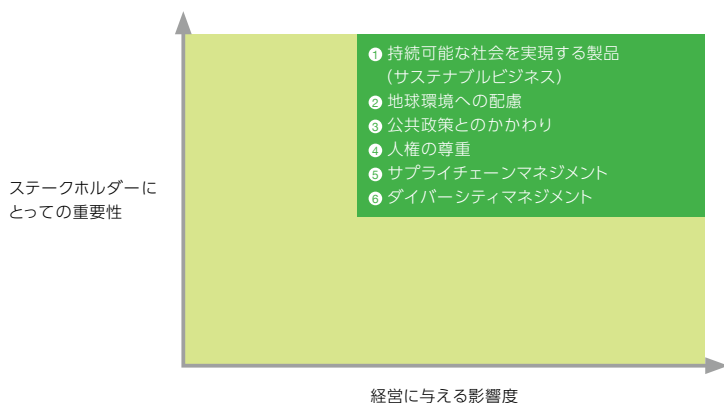 ❶ 持続可能な社会を実現する製品
（サステナブルビジネス）
❷ 地球環境への配慮
❸ 公共政策とのかかわり
❹ 人権の尊重
❺ サプライチェーンマネジメント
❻ ダイバーシティマネジメント
ステークホルダーに
とっての重要性
経営に与える影響度